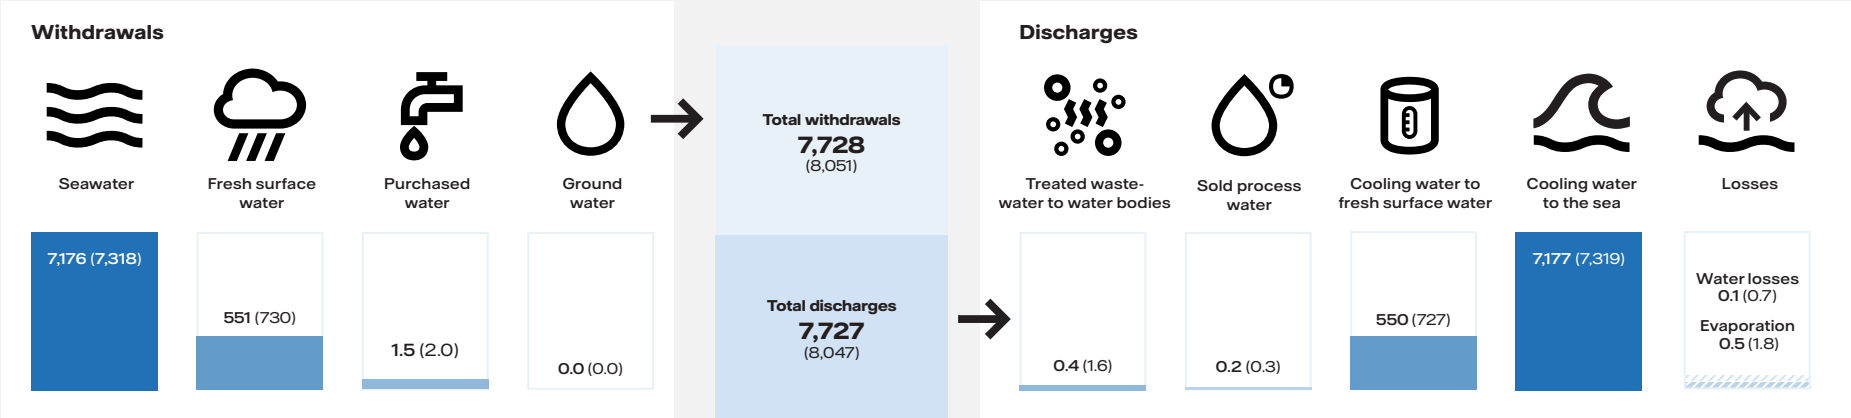 Withdrawals
Seawater
7,176 (7,318)
Fresh surface
water
551 (730)
Purchased
water
1.5 (2.0)
Ground
water
0.0 (0.0)
Total withdrawals
7,728
(8,051)
Total discharges
7,727
(8,047)
Discharges
Treated waste-
water to water bodies
0.4 (1.6)
Sold process
water
0.2 (0.3)
Cooling water to
fresh surface water
550 (727)
Cooling water
to the sea
7,177 (7,319)
Losses
Water losses
0.1 (0.7)
Evaporation
0.5 (1.8)